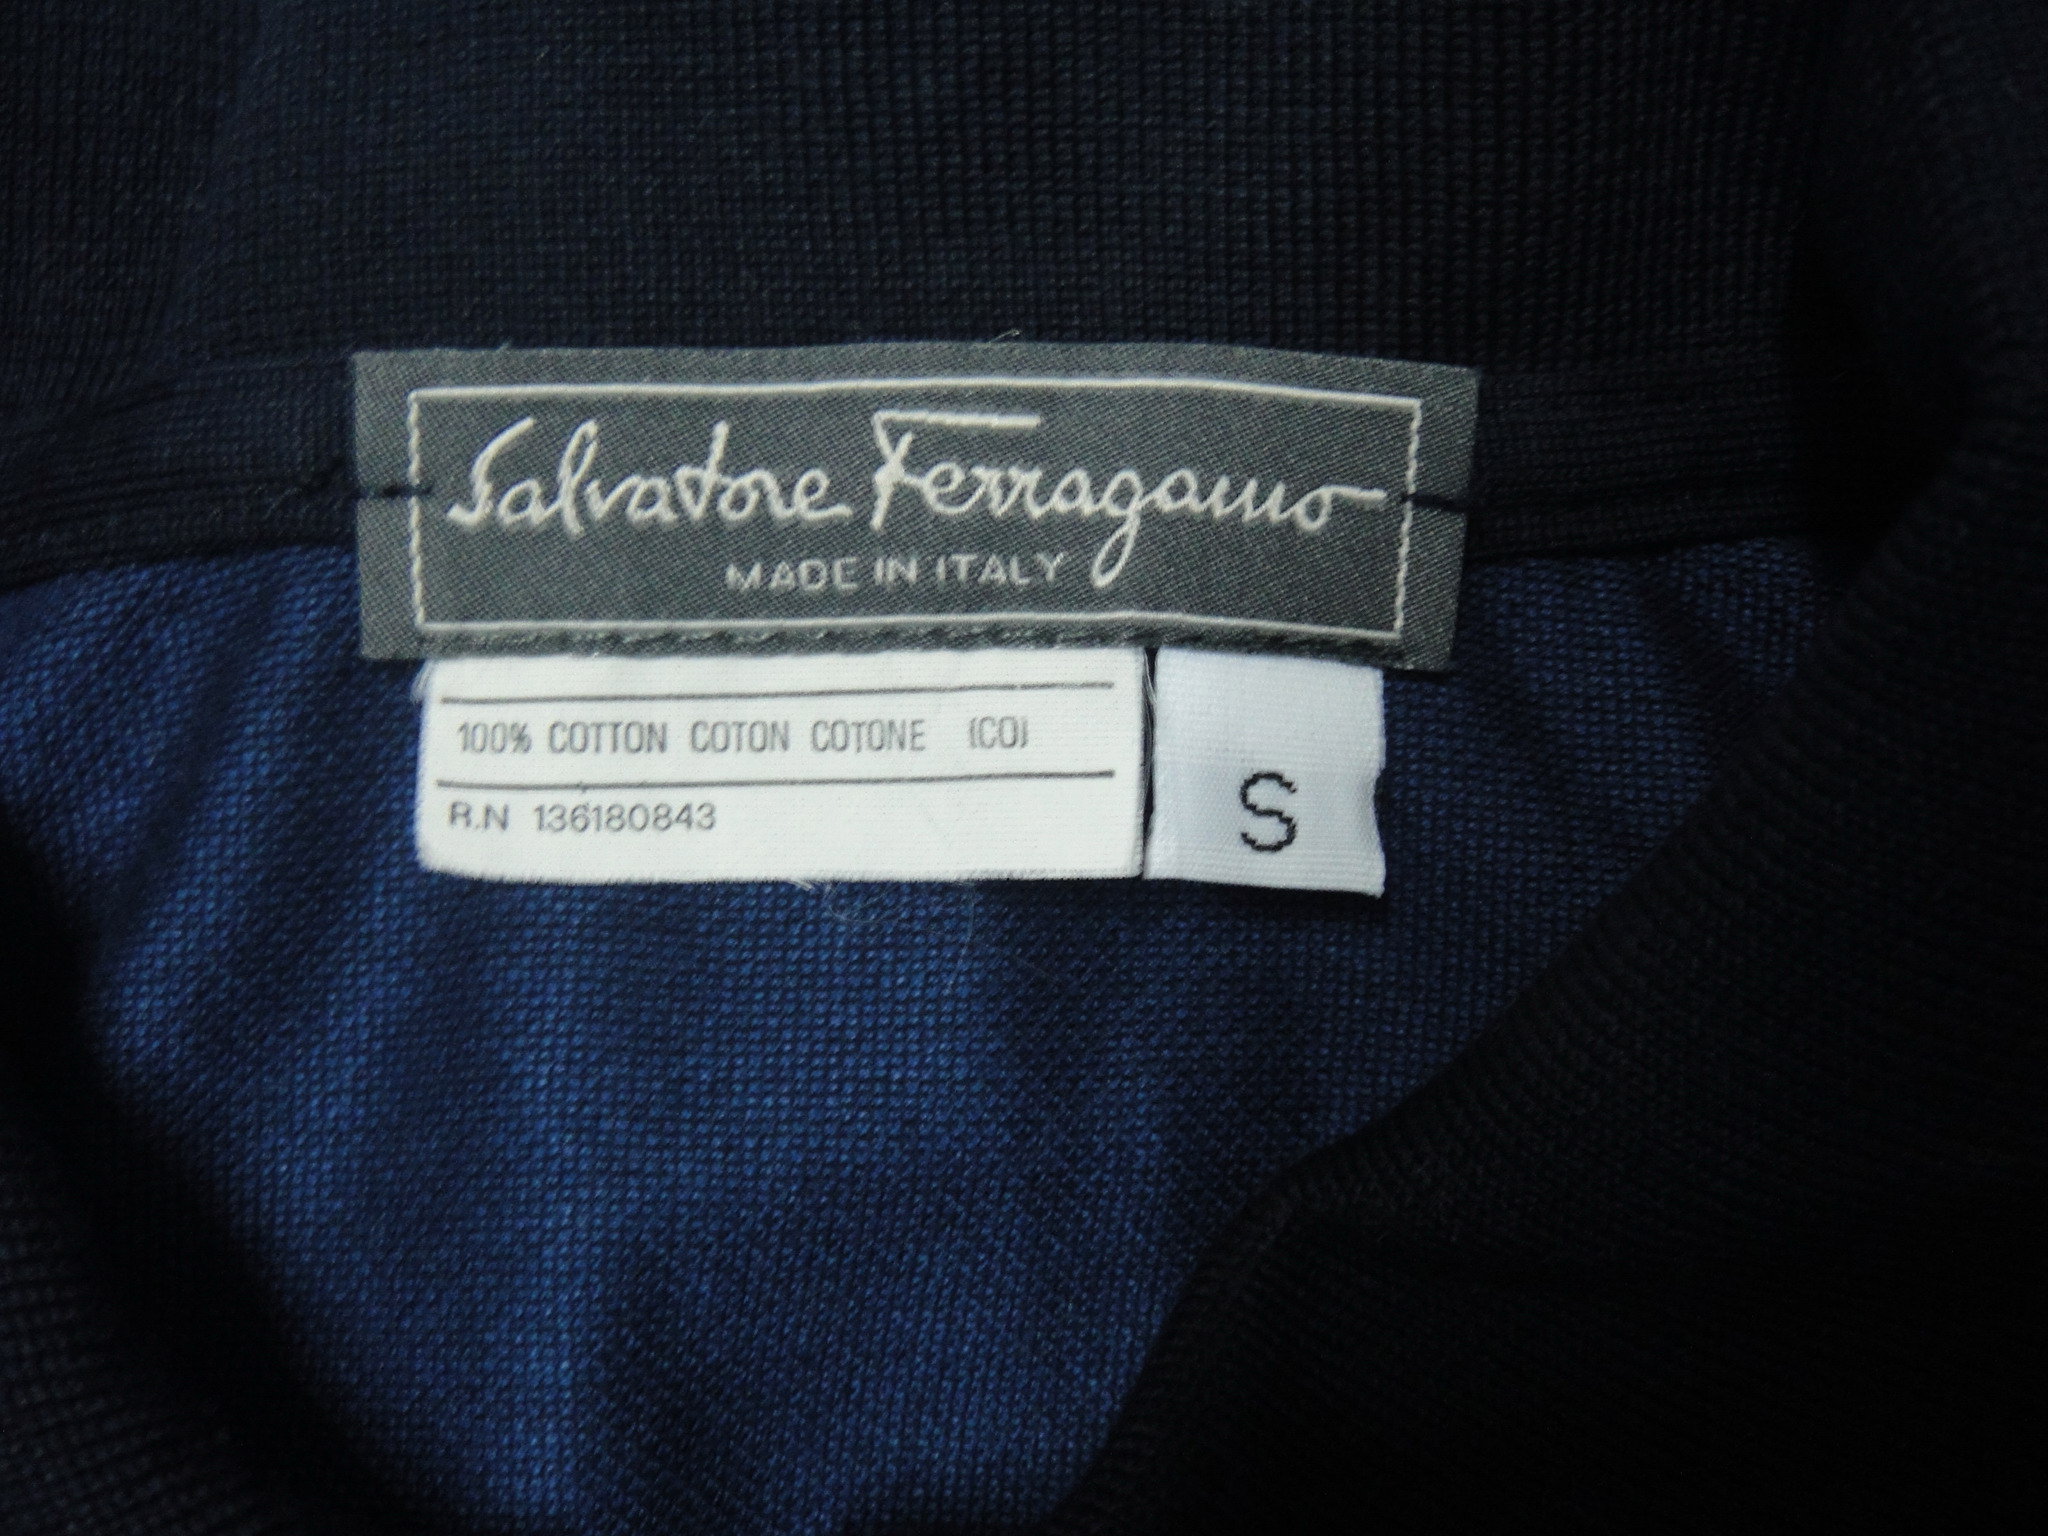 Salvatore Ferragamo
MADE IN ITALY
100% COTTON COTON COTONE (CO)
R.N 136180843
S